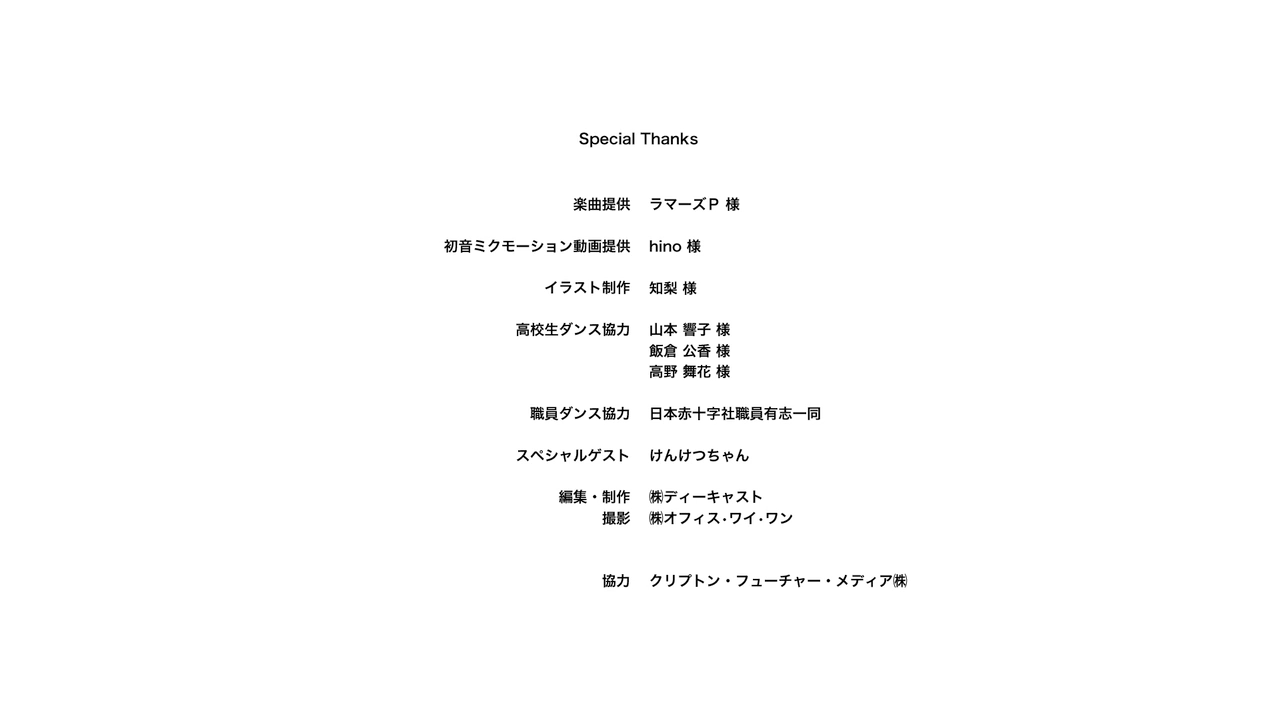 Special Thanks
楽曲提供 ラマーズＰ 様
初音ミクモーション動画提供 hino 様
イラスト制作 知梨 様
高校生ダンス協力 山本 響子 様
飯倉 公香 様
高野 舞花 様
職員ダンス協力 日本赤十字社職員有志一同
スペシャルゲスト けんけつちゃん
編集・制作 ㈱ディーキャスト
撮影 ㈱オフィス・ワイ・ワン
協力 クリプトン・フューチャー・メディア㈱